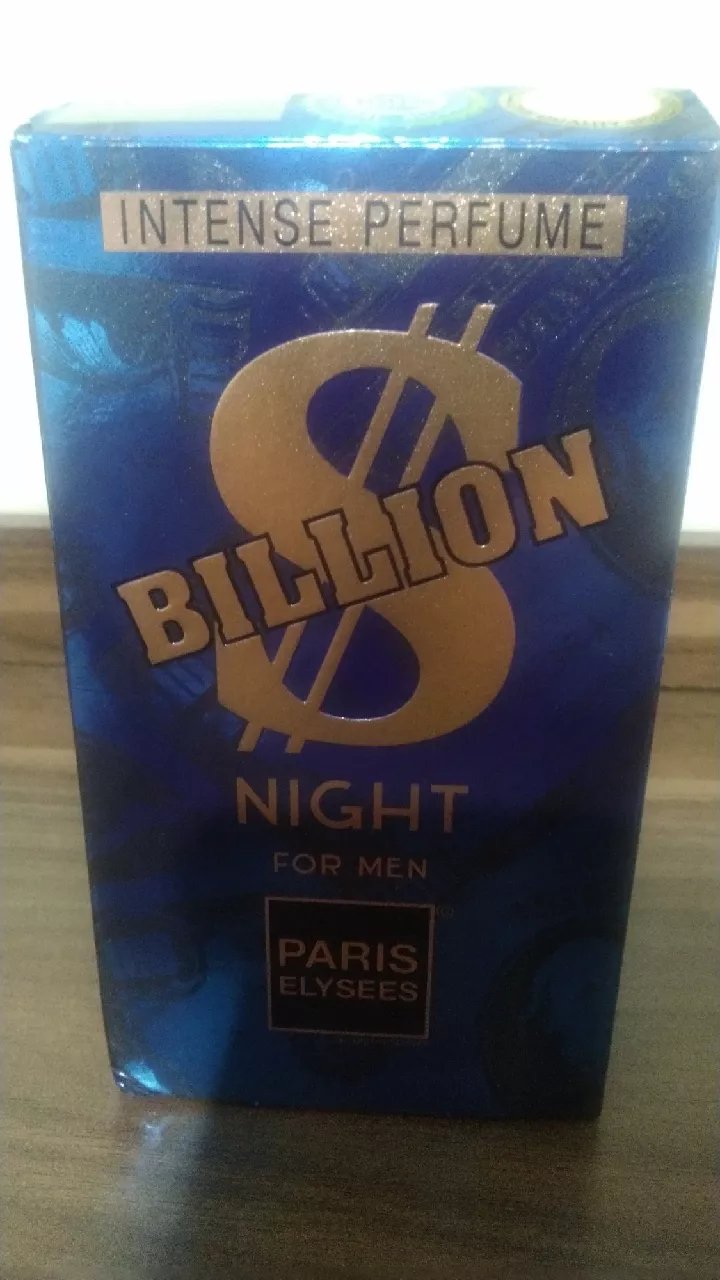 INTENSE PERFUME
$
BILLION
NIGHT
FOR MEN
PARIS
ELYSEES